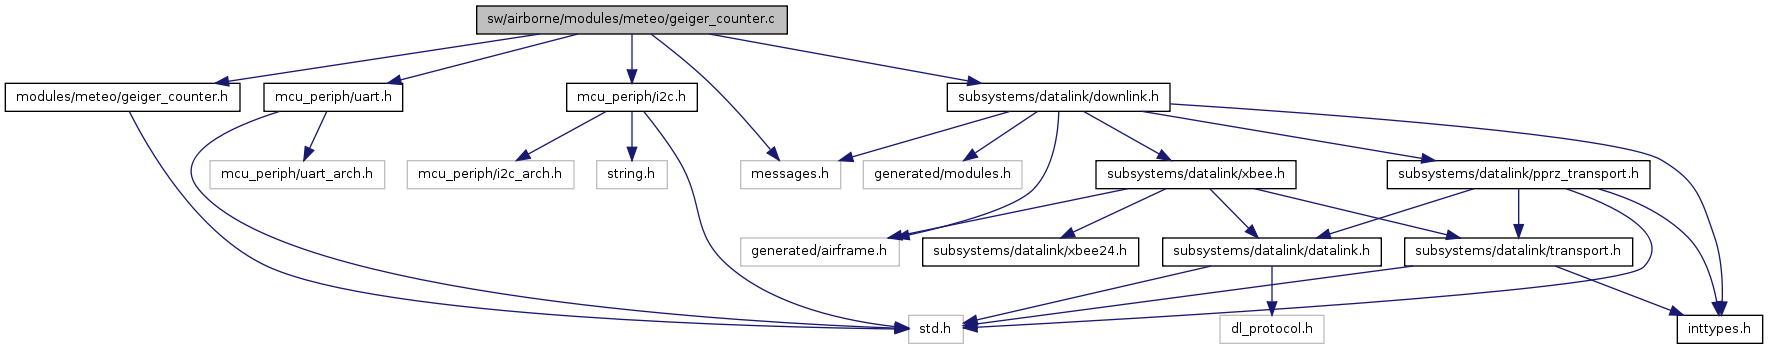 sw/airborne/modules/meteo/geiger_counter.c
modules/meteo/geiger_counter.h
mcu_periph/uart.h
mcu_periph/i2c.h
subsystems/datalink/downlink.h
mcu_periph/uart_arch.h
mcu_periph/i2c_arch.h
string.h
messages.h
generated/modules.h
subsystems/datalink/xbee.h
subsystems/datalink/pprz_transport.h
generated/airframe.h
subsystems/datalink/xbee24.h
subsystems/datalink/datalink.h
subsystems/datalink/transport.h
std.h
dl_protocol.h
inttypes.h